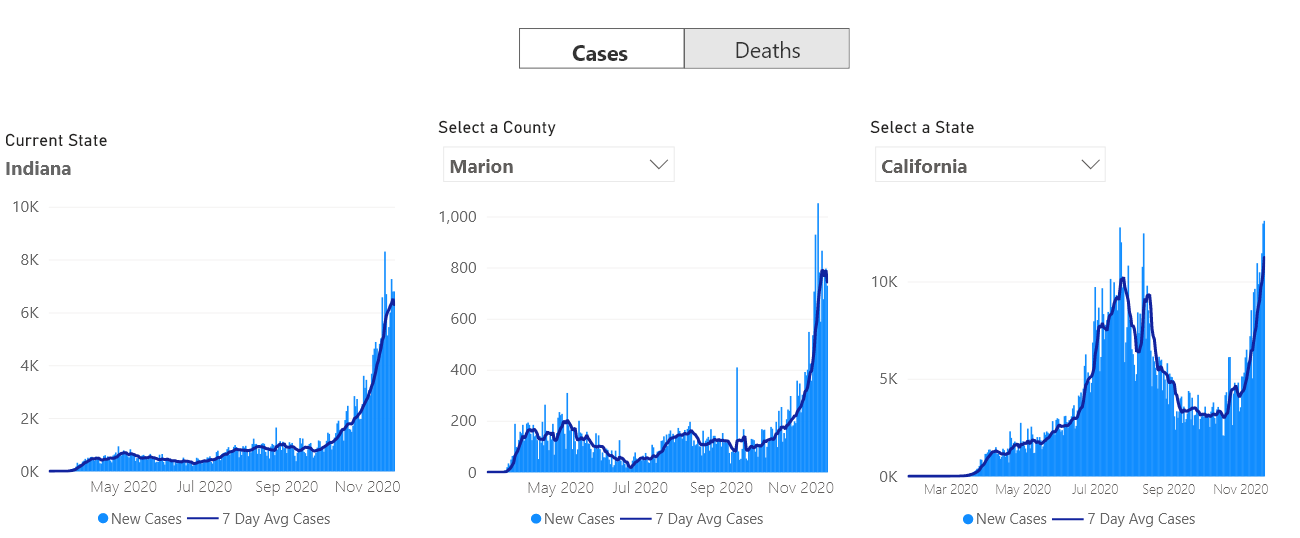 Cases
Deaths
Current State
Indiana
10K
8K
6K
4K
2K
0K
May 2020
Jul 2020
Sep 2020
Nov 2020
New Cases
7 Day Avg Cases
Select a County
Marion
1,000
800
600
400
200
0
May 2020
Jul 2020
Sep 2020
Nov 2020
New Cases
7 Day Avg Cases
Select a State
California
10K
5K
0K
Mar 2020
May 2020
Jul 2020
Sep 2020
Nov 2020
New Cases
7 Day Avg Cases